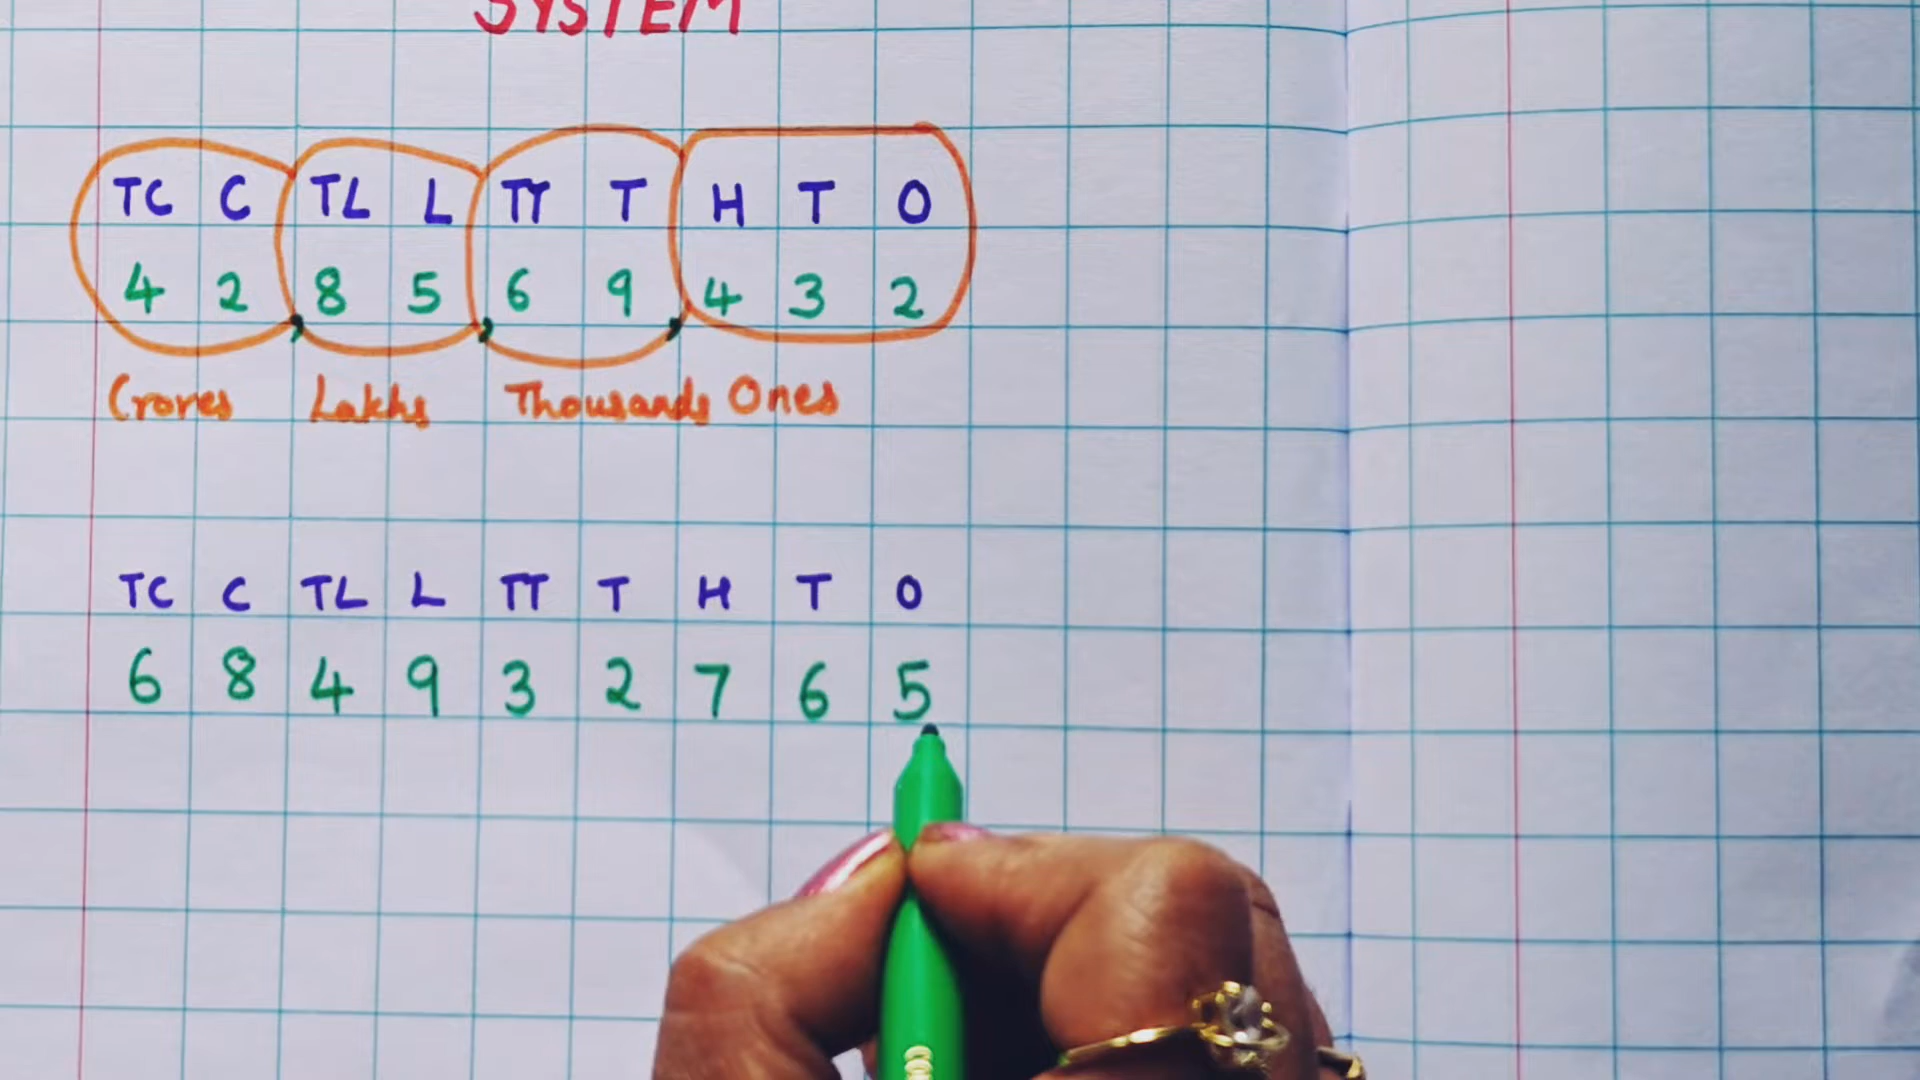 SYSTEM
TC C TL L TT T H T O
4 2 8 5 6 9 4 3 2
, , ,
Crores Lakhs Thousands Ones
TC C TL L TT T H T O
6 8 4 9 3 2 7 6 5